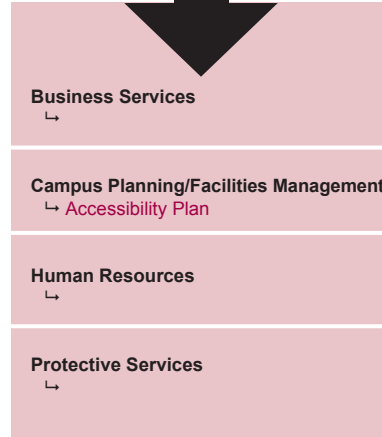 Business Services
↳
Campus Planning/Facilities Management
↳ Accessibility Plan
Human Resources
↳
Protective Services
↳